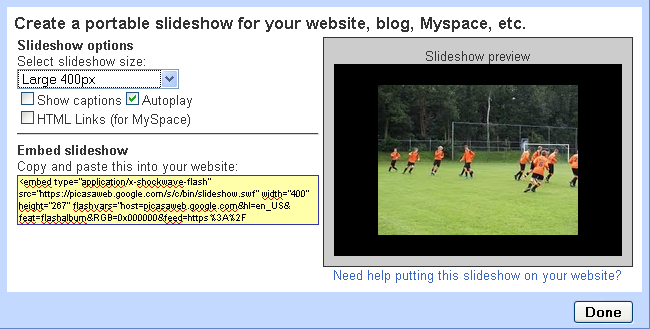 Create a portable slideshow for your website, blog, Myspace, etc.
Slideshow options
Select slideshow size:
Large 400px
Show captions Autoplay
HTML Links (for MySpace)
Embed slideshow
Copy and paste this into your website:
<embed type="application/x-shockwave-flash"
src="https://picasaweb.google.com/s/c/bin/slideshow.swf" width="400"
height="267" flashvars="host=picasaweb.google.com&hl=en_US&
feat=flashalbum&RGB=0x000000&feed=https%3A%2F
Slideshow preview
Need help putting this slideshow on your website?
Done